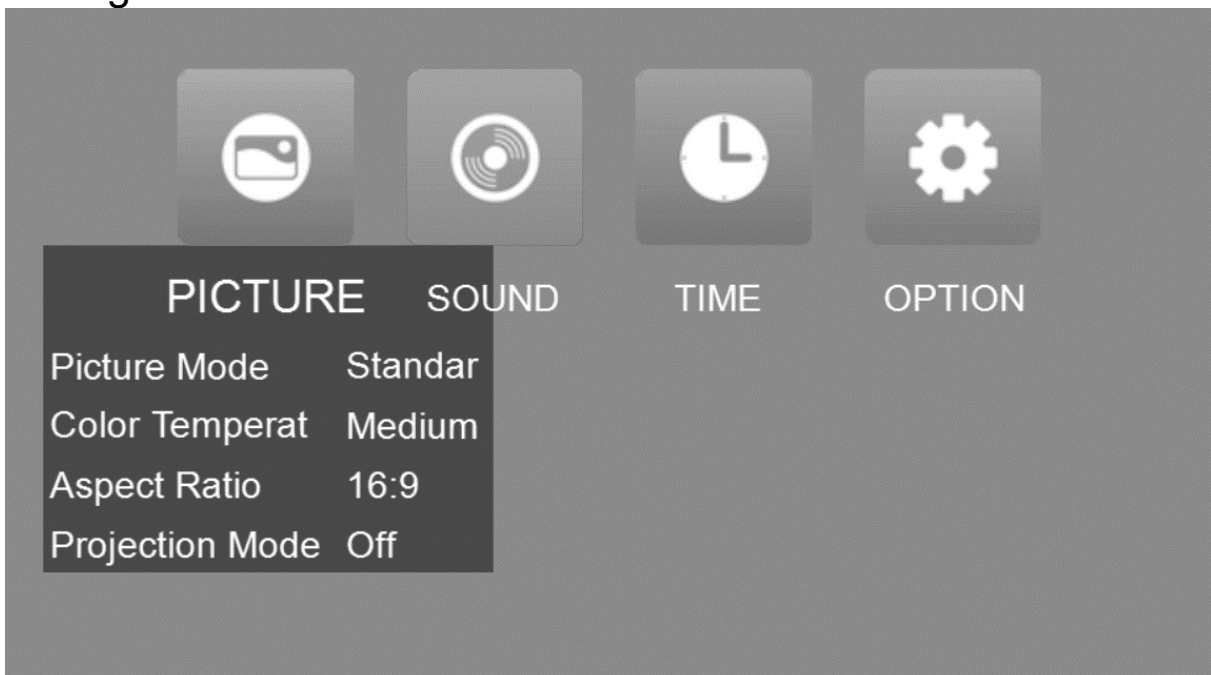 PICTURE SOUND TIME OPTION
Picture Mode Standar
Color Temperat Medium
Aspect Ratio 16:9
Projection Mode Off